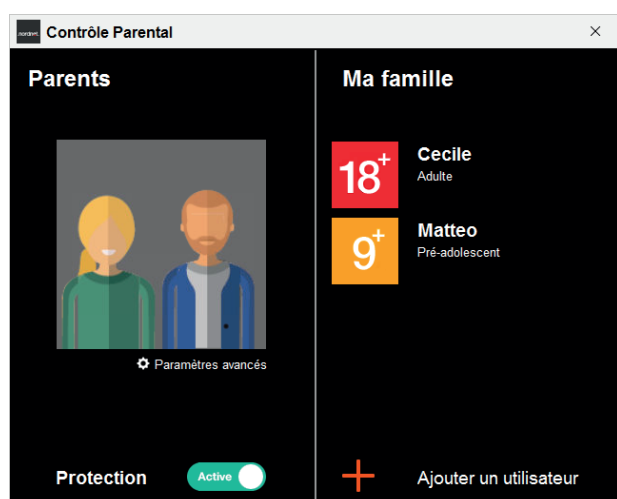 nordnet.
Contrôle Parental
Parents
Paramètres avancés
Protection
Active
Ma famille
18+
Cecile
Adulte
9+
Matteo
Pré-adolescent
Ajouter un utilisateur